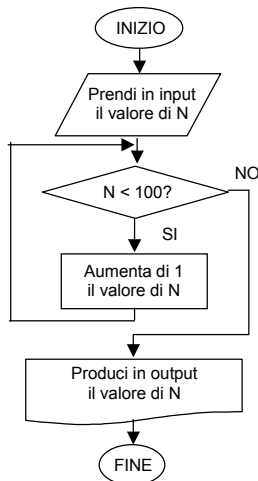 INIZIO
Prendi in input
il valore di N
N < 100?
NO
SI
Aumenta di 1
il valore di N
Produci in output
il valore di N
FINE